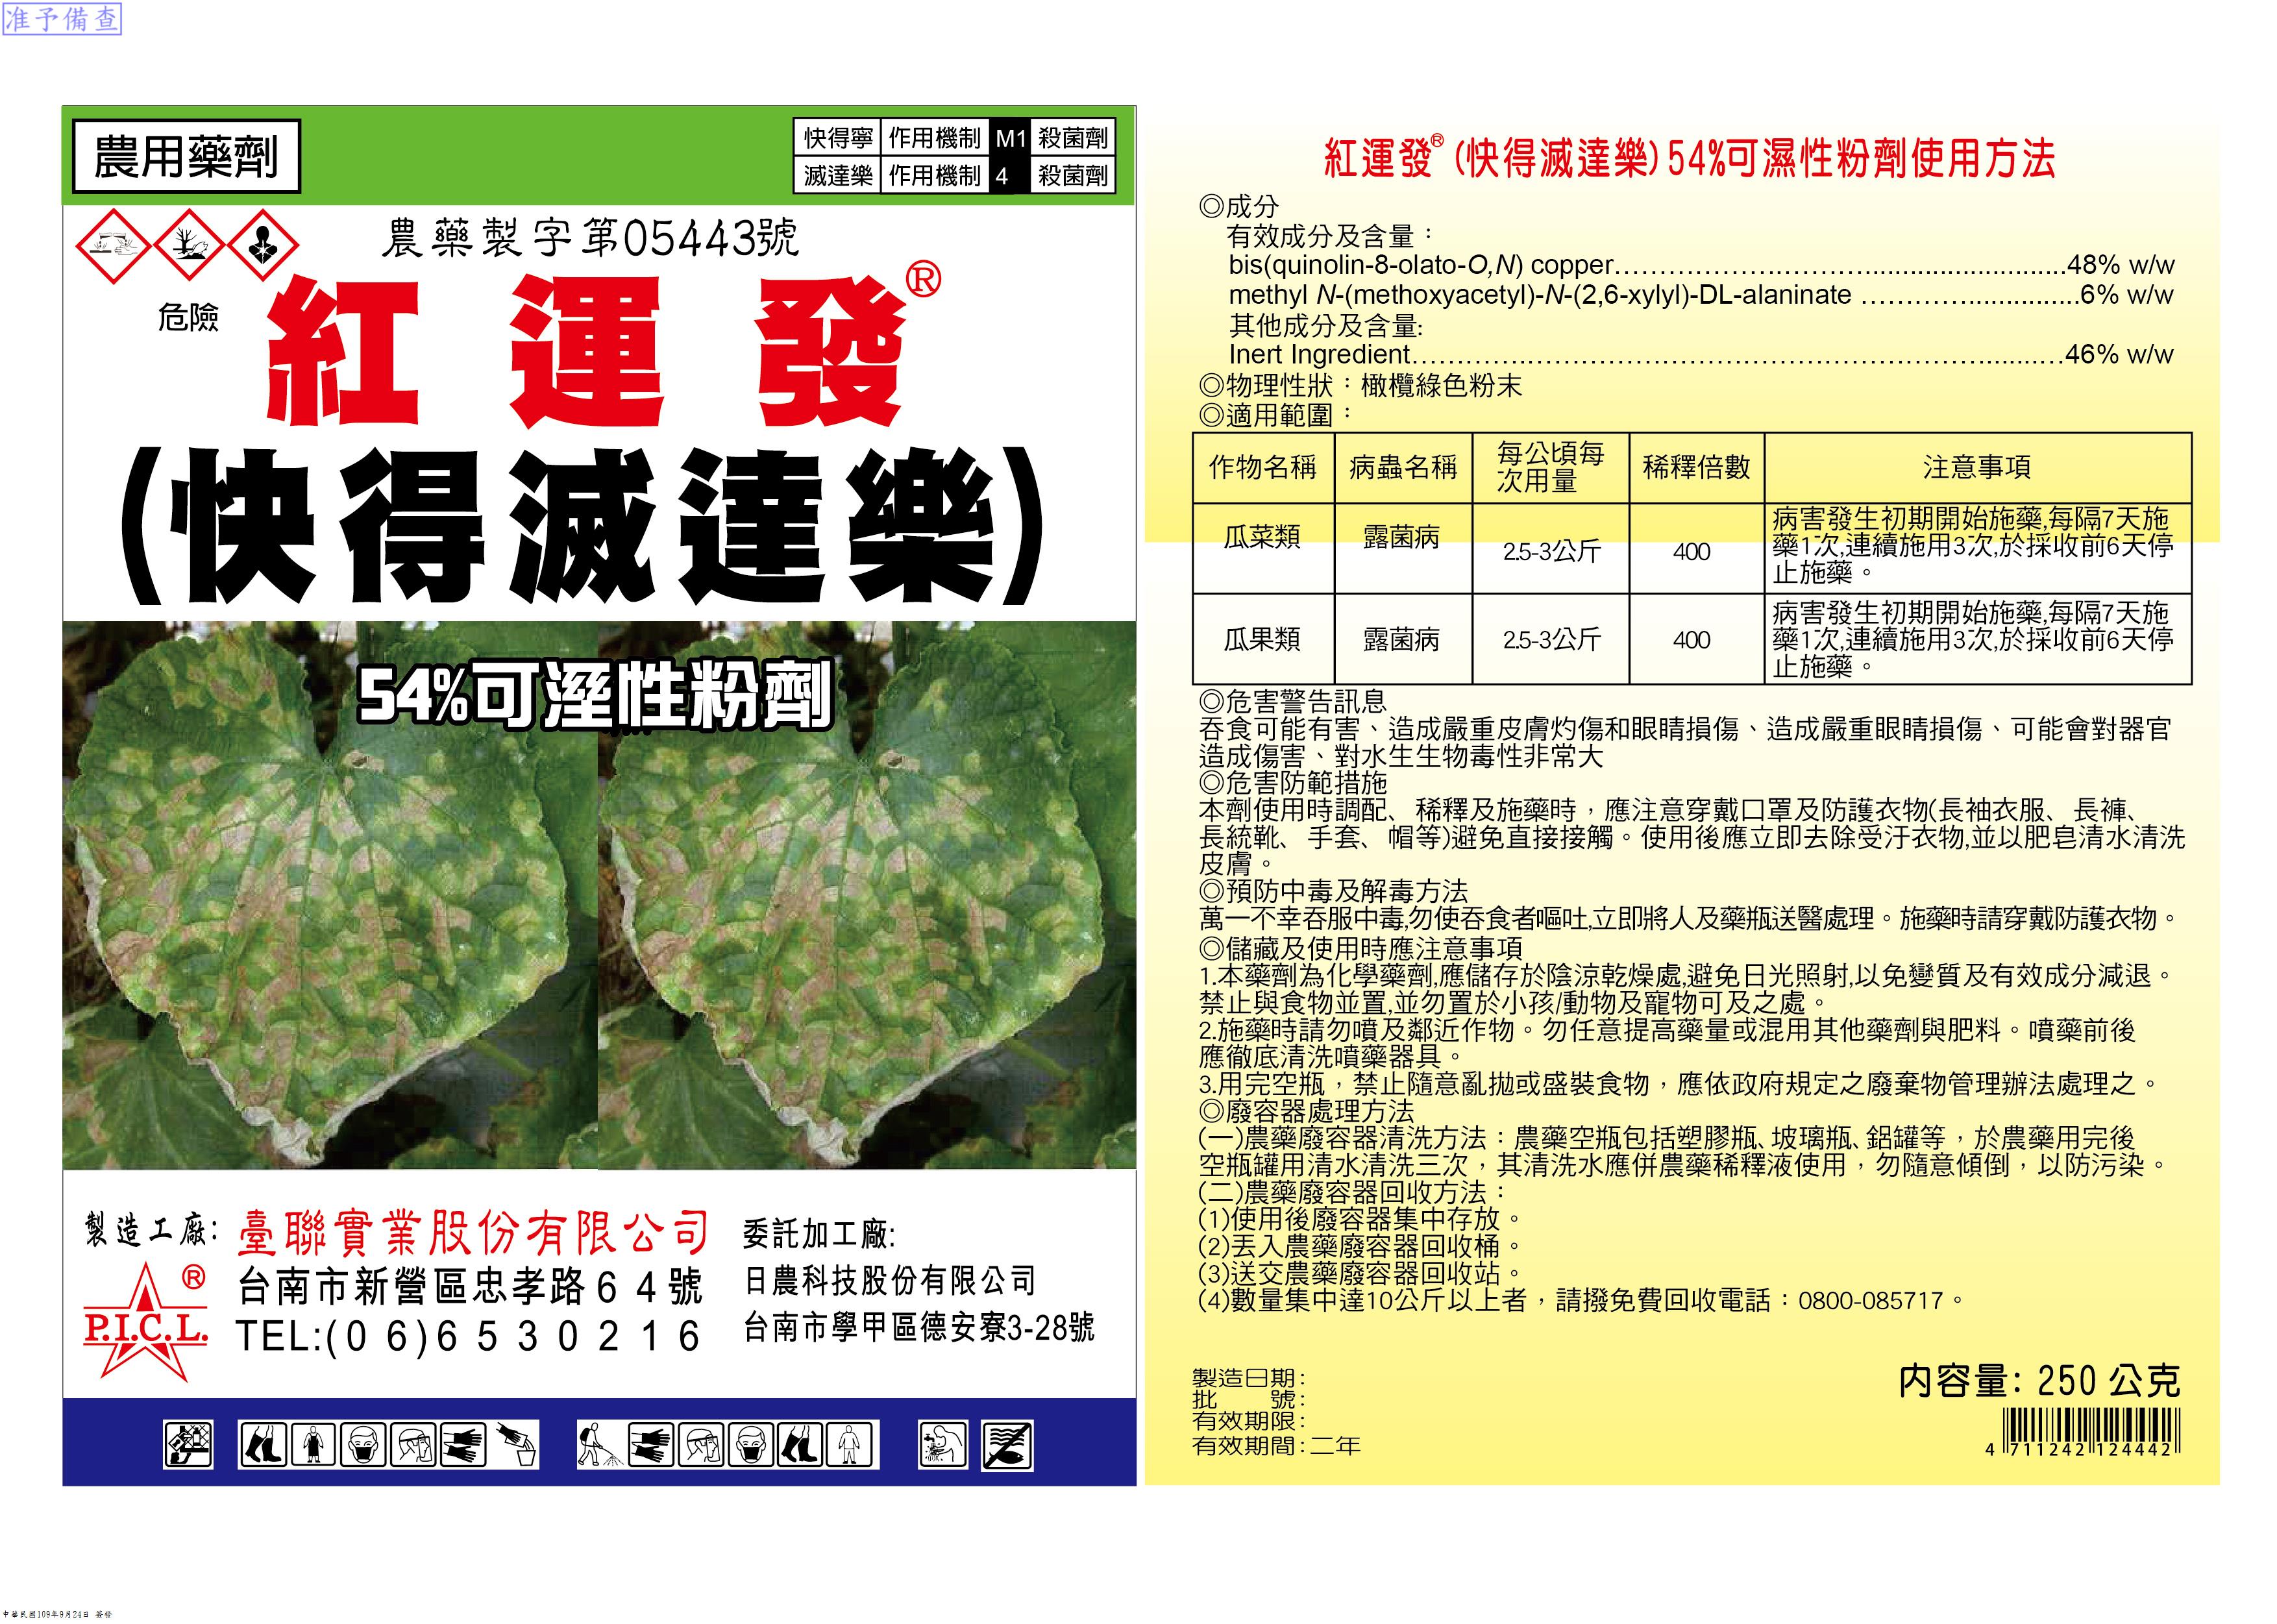 准予備查
農用藥劑
快得寧 作用機制 M1 殺菌劑
滅達樂 作用機制 4 殺菌劑
農藥製字第05443號
危險
紅運發®
(快得滅達樂)
54%可溼性粉劑
製造工廠:
臺聯實業股份有限公司
台南市新營區忠孝路64號
TEL:(06)6530216
®
P.I.C.L.
委託加工廠:
日農科技股份有限公司
台南市學甲區德安寮3-28號
紅運發®(快得滅達樂)54%可濕性粉劑使用方法
◎成分
有效成分及含量：
bis(quinolin-8-olato-O,N) copper..........48% w/w
methyl N-(methoxyacetyl)-N-(2,6-xylyl)-DL-alaninate ..........6% w/w
其他成分及含量:
Inert Ingredient..........46% w/w
◎物理性狀：橄欖綠色粉末
◎適用範圍：
作物名稱 病蟲名稱 每公頃每次用量 稀釋倍數 注意事項
瓜菜類 露菌病 2.5-3公斤 400 病害發生初期開始施藥,每隔7天施
藥1次,連續施用3次,於採收前6天停
止施藥。
瓜果類 露菌病 2.5-3公斤 400 病害發生初期開始施藥,每隔7天施
藥1次,連續施用3次,於採收前6天停
止施藥。
◎危害警告訊息
吞食可能有害、造成嚴重皮膚灼傷和眼睛損傷、造成嚴重眼睛損傷、可能會對器官
造成傷害、對水生生物毒性非常大
◎危害防範措施
本劑使用時調配、稀釋及施藥時，應注意穿戴口罩及防護衣物(長袖衣服、長褲、
長統靴、手套、帽等)避免直接接觸。使用後應立即去除受汙衣物,並以肥皂清水清洗
皮膚。
◎預防中毒及解毒方法
萬一不幸吞服中毒,勿使吞食者嘔吐,立即將人及藥瓶送醫處理。施藥時請穿戴防護衣物。
◎儲藏及使用時應注意事項
1.本藥劑為化學藥劑,應儲存於陰涼乾燥處,避免日光照射,以免變質及有效成分減退。
禁止與食物並置,並勿置於小孩/動物及寵物可及之處。
2.施藥時請勿噴及鄰近作物。勿任意提高藥量或混用其他藥劑與肥料。噴藥前後
應徹底清洗噴藥器具。
3.用完空瓶，禁止隨意亂拋或盛裝食物，應依政府規定之廢棄物管理辦法處理之。
◎廢容器處理方法
(一)農藥廢容器清洗方法：農藥空瓶包括塑膠瓶、玻璃瓶、鋁罐等，於農藥用完後
空瓶罐用清水清洗三次，其清洗水應併農藥稀釋液使用，勿隨意傾倒，以防污染。
(二)農藥廢容器回收方法：
(1)使用後廢容器集中存放。
(2)丟入農藥廢容器回收桶。
(3)送交農藥廢容器回收站。
(4)數量集中達10公斤以上者，請撥免費回收電話：0800-085717。
製造日期:
批　　號:
有效期限:
有效期間:二年
內容量: 250 公克
4 711242 124442
中華民國109年9月24日 簽發